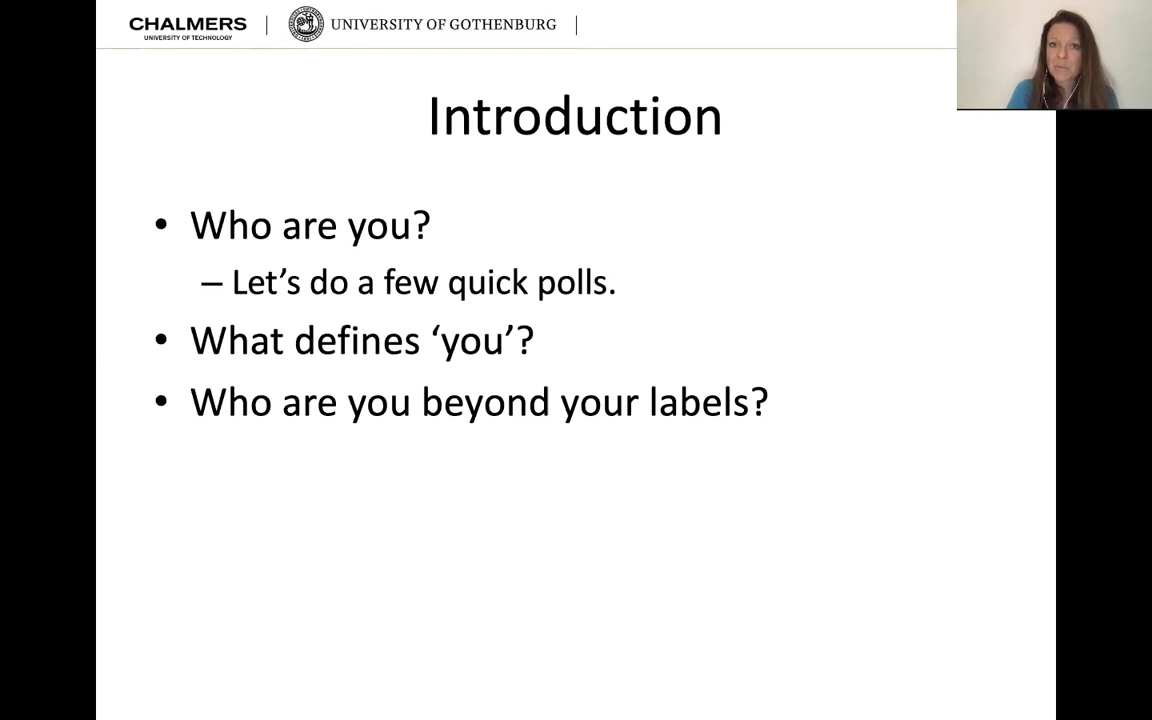 CHALMERS
UNIVERSITY OF TECHNOLOGY
UNIVERSITY OF GOTHENBURG
Introduction
• Who are you?
– Let’s do a few quick polls.
• What defines ‘you’?
• Who are you beyond your labels?